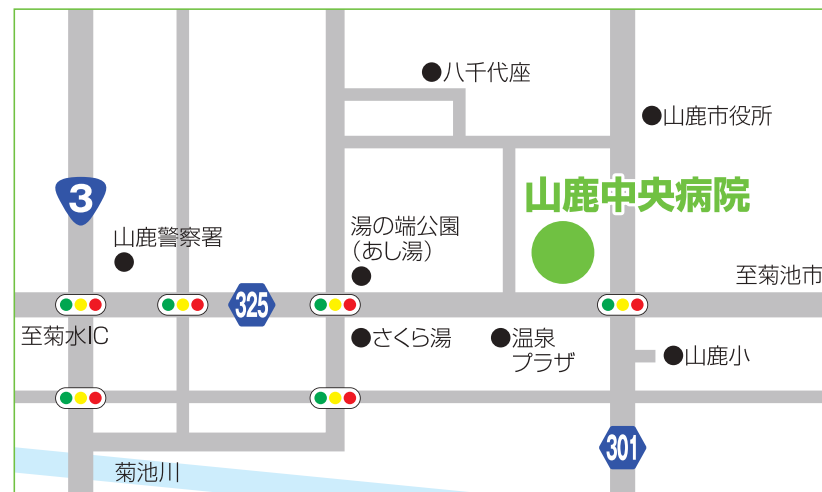 八千代座
山鹿市役所
山鹿中央病院
3
山鹿警察署
湯の端公園
(あし湯)
至菊池市
325
至菊水IC
さくら湯
温泉
プラザ
山鹿小
301
菊池川